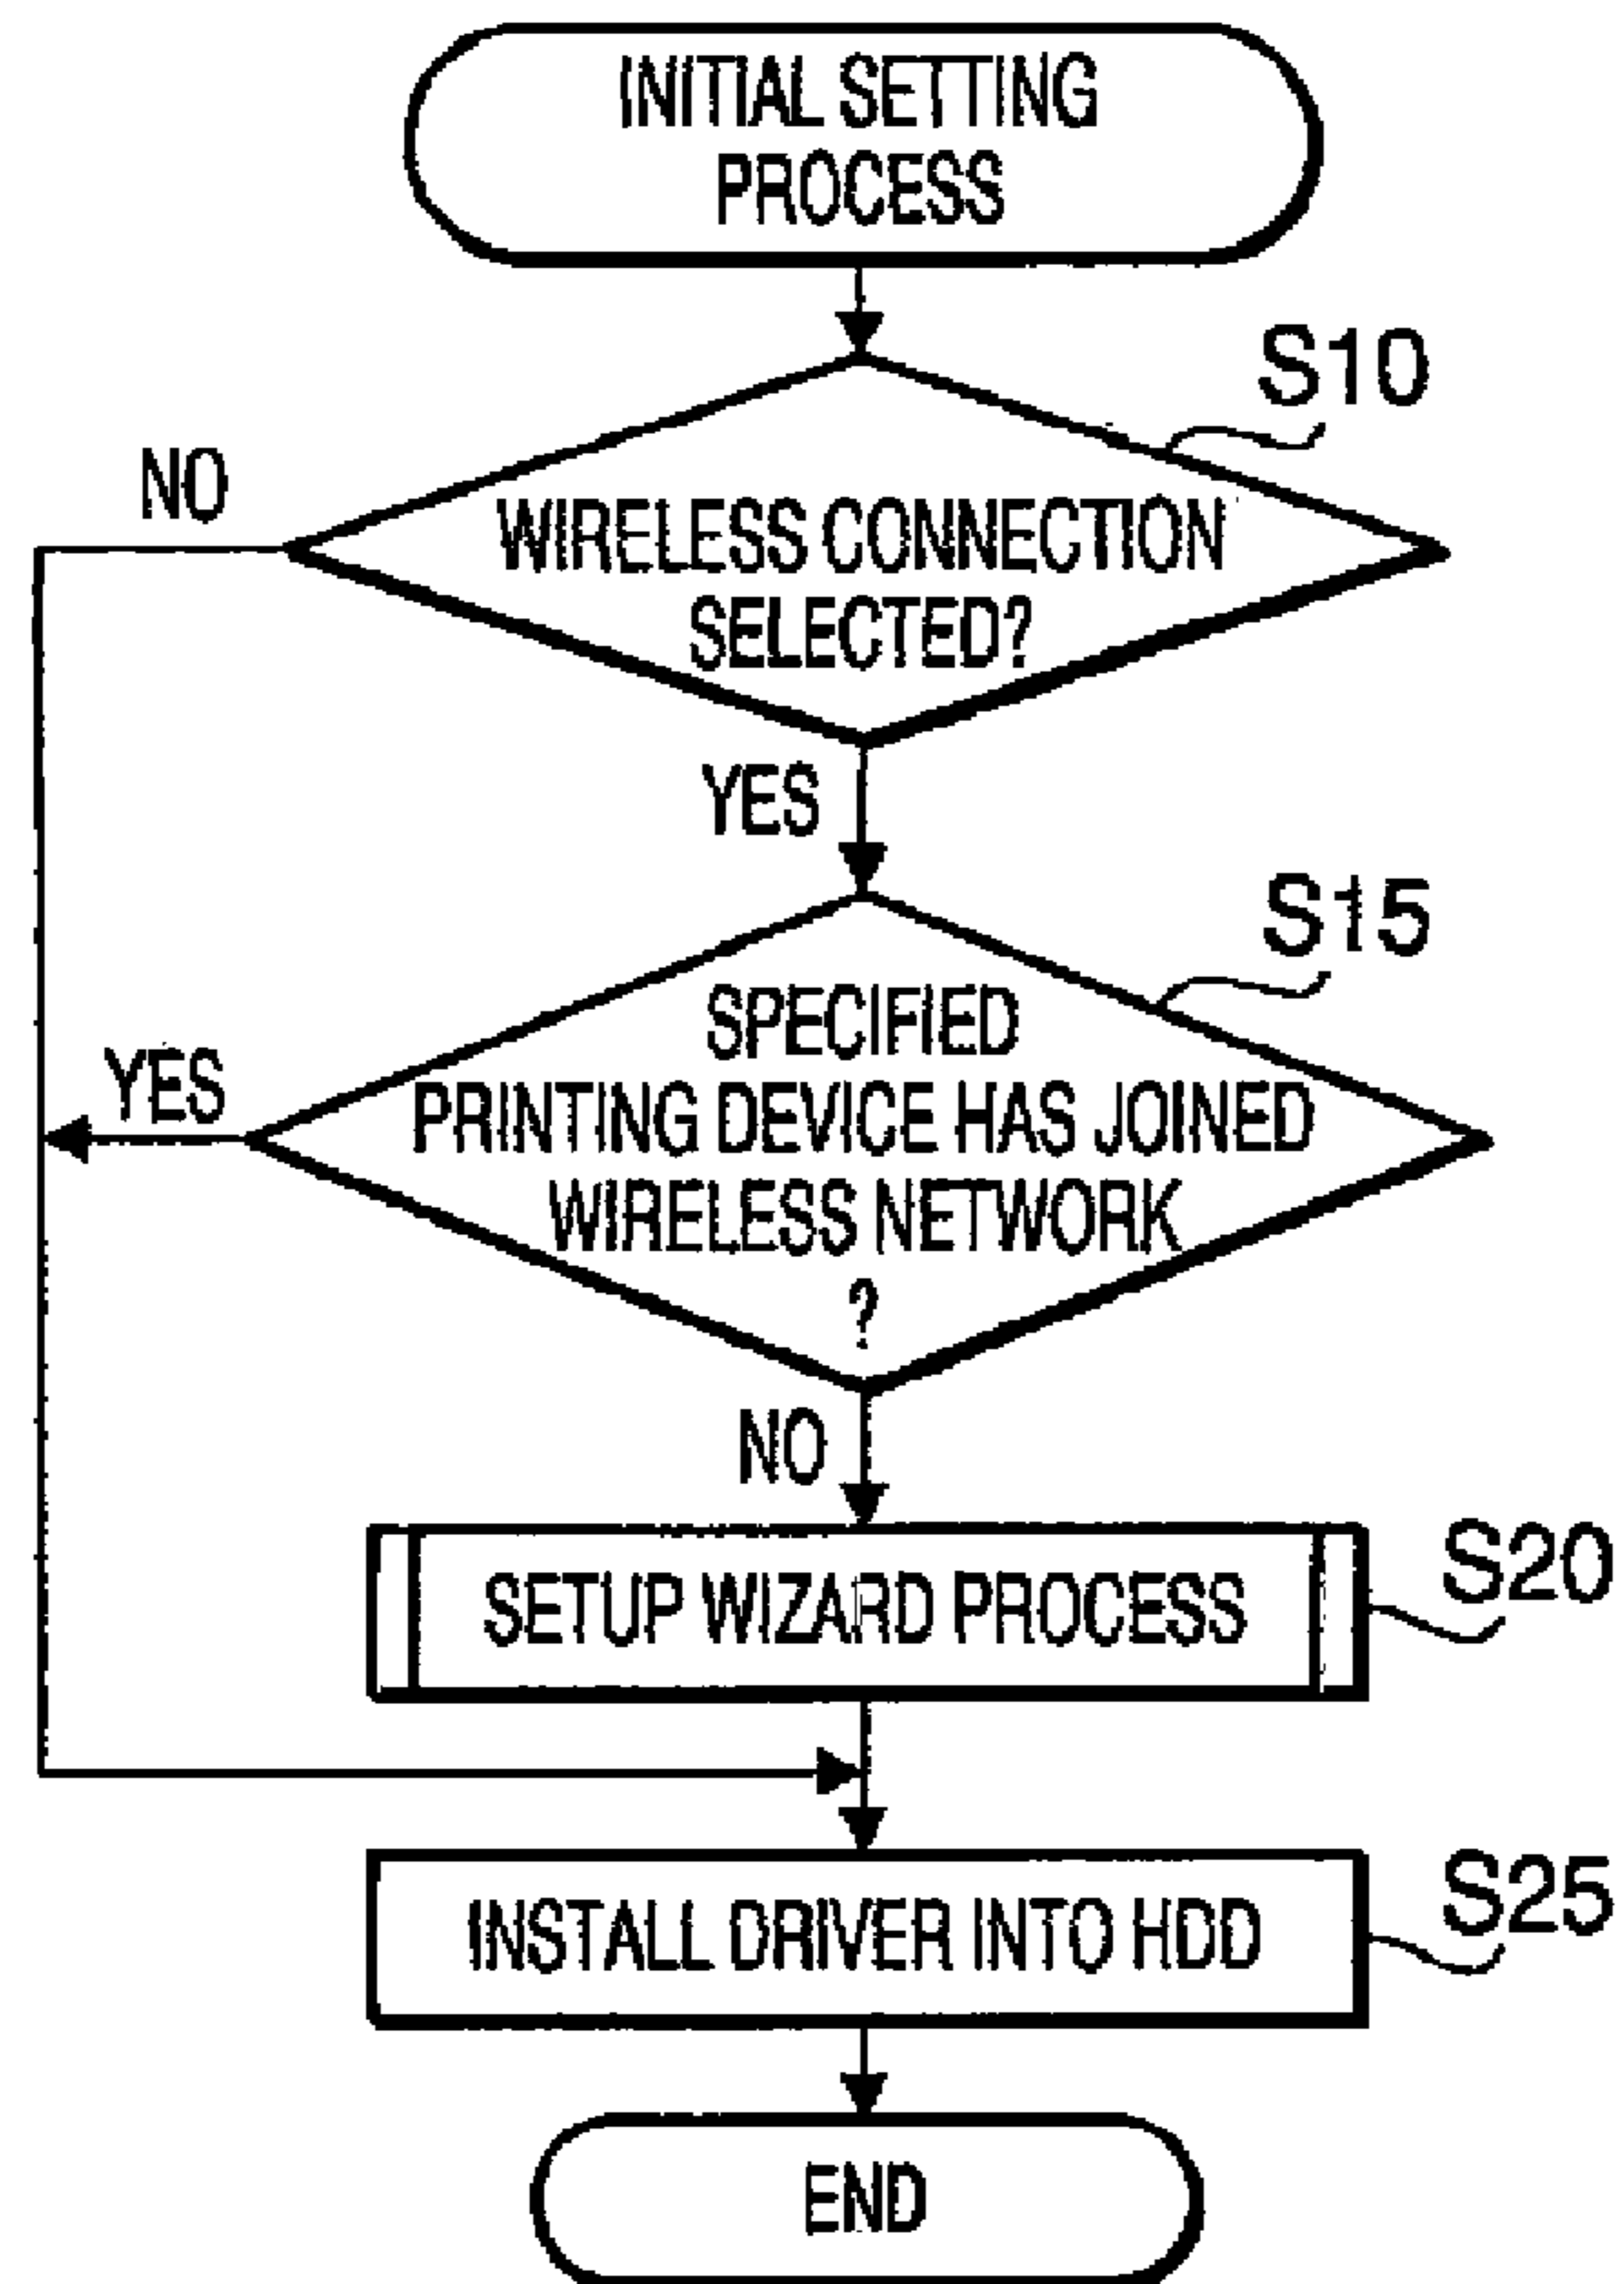 INITIAL SETTING
PROCESS
S10
NO
WIRELESS CONNECTION
SELECTED?
YES
S15
SPECIFIED
YES
PRINTING DEVICE HAS JOINED
WIRELESS NETWORK
?
NO
SETUP WIZARD PROCESS
S20
INSTALL DRIVER INTO HDD
S25
END